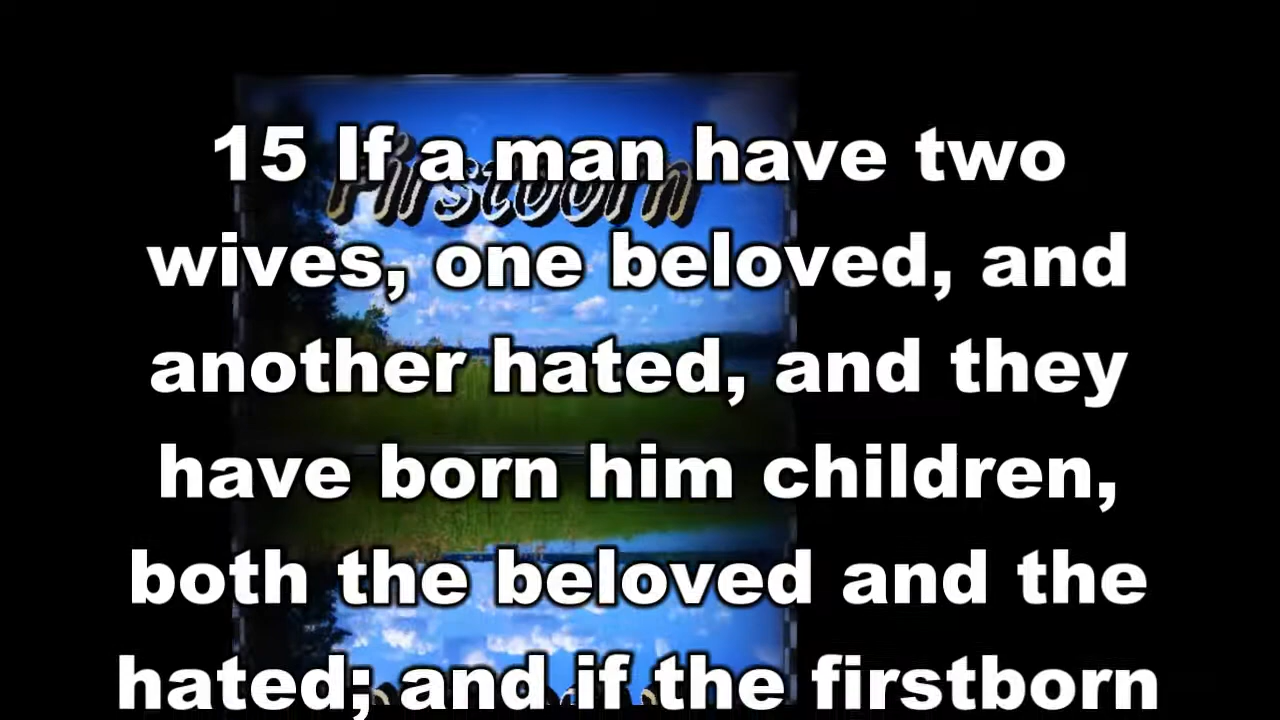 15 If a man have two
Firstborn
wives, one beloved, and
another hated, and they
have born him children,
both the beloved and the
hated; and if the firstborn